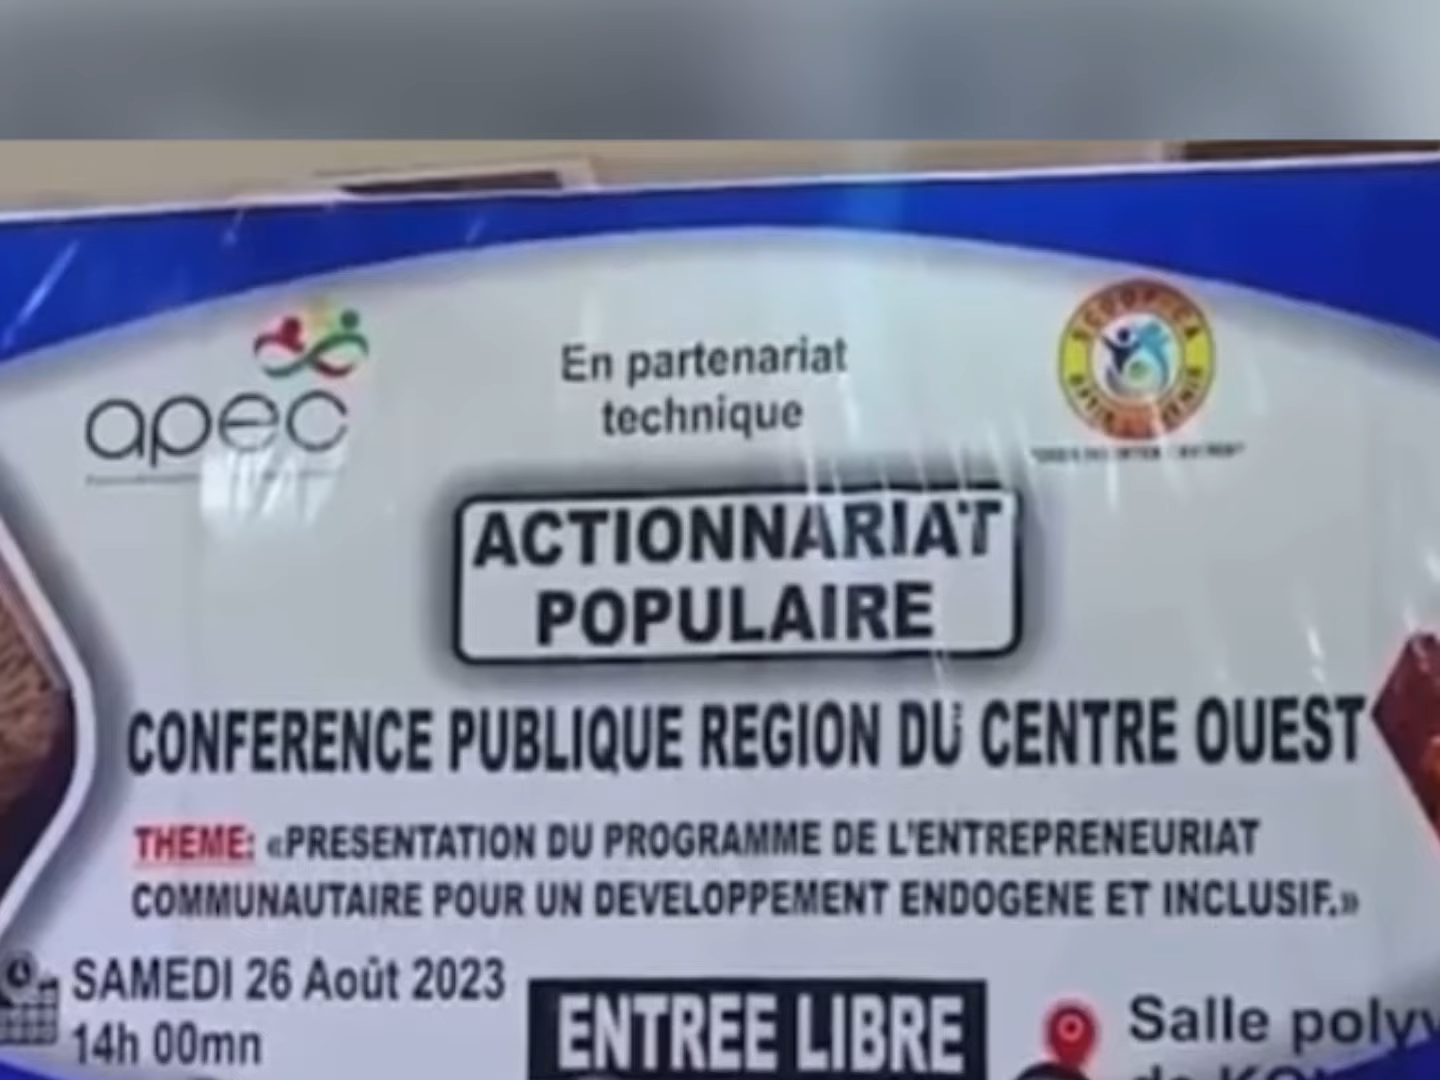 apec
En partenariat
technique
ACTIONNARIAT
POPULAIRE
CONFERENCE PUBLIQUE REGION DU CENTRE OUEST
THEME: «PRESENTATION DU PROGRAMME DE L'ENTREPRENEURIAT
COMMUNAUTAIRE POUR UN DEVELOPPEMENT ENDOGENE ET INCLUSIF.»
SAMEDI 26 Août 2023
14h 00mn
ENTREE LIBRE
Salle